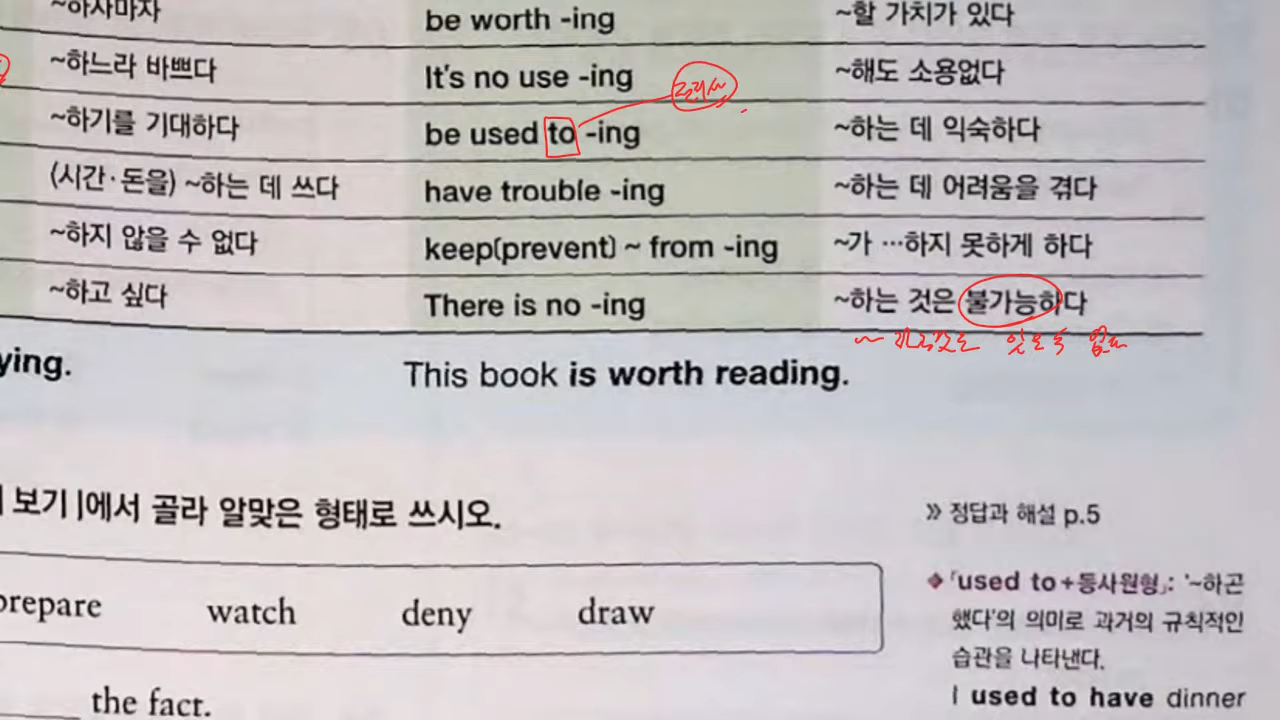 ~하자마자 be worth -ing ~할 가치가 있다
~하느라 바쁘다 It's no use -ing ~해도 소용없다
전치사
~하기를 기대하다 be used to -ing ~하는 데 익숙하다
(시간·돈을) ~하는 데 쓰다 have trouble -ing ~하는 데 어려움을 겪다
~하지 않을 수 없다 keep(prevent) ~ from -ing ~가 …하지 못하게 하다
~하고 싶다 There is no -ing ~하는 것은 불가능하다
ying. This book is worth reading.
보기|에서 골라 알맞은 형태로 쓰시오.
» 정답과 해설 p.5
prepare watch deny draw
「used to+동사원형」: '~하곤
했다'의 의미로 과거의 규칙적인
습관을 나타낸다.
I used to have dinner
the fact.